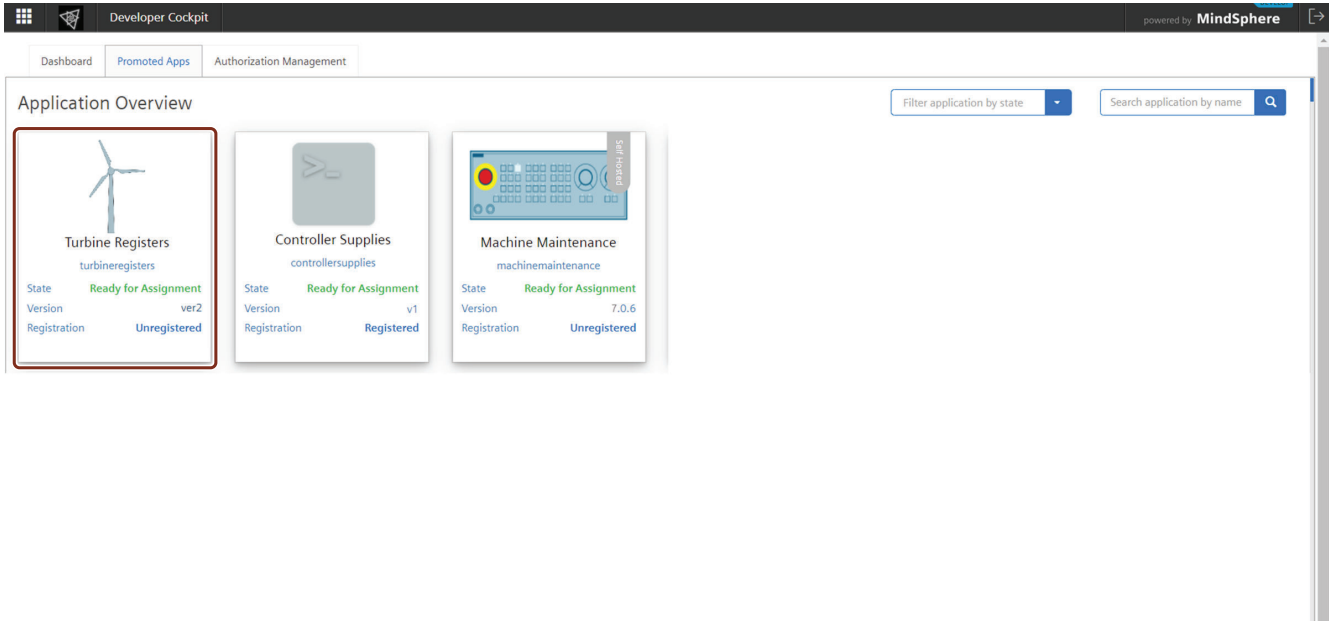 Developer Cockpit
powered by MindSphere
Dashboard
Promoted Apps
Authorization Management
Application Overview
Filter application by state
Search application by name
Turbine Registers
turbineregisters
State Ready for Assignment
Version ver2
Registration Unregistered
>_
Controller Supplies
controllersupplies
State Ready for Assignment
Version v1
Registration Registered
Self Hosted
Machine Maintenance
machinemaintenance
State Ready for Assignment
Version 7.0.6
Registration Unregistered